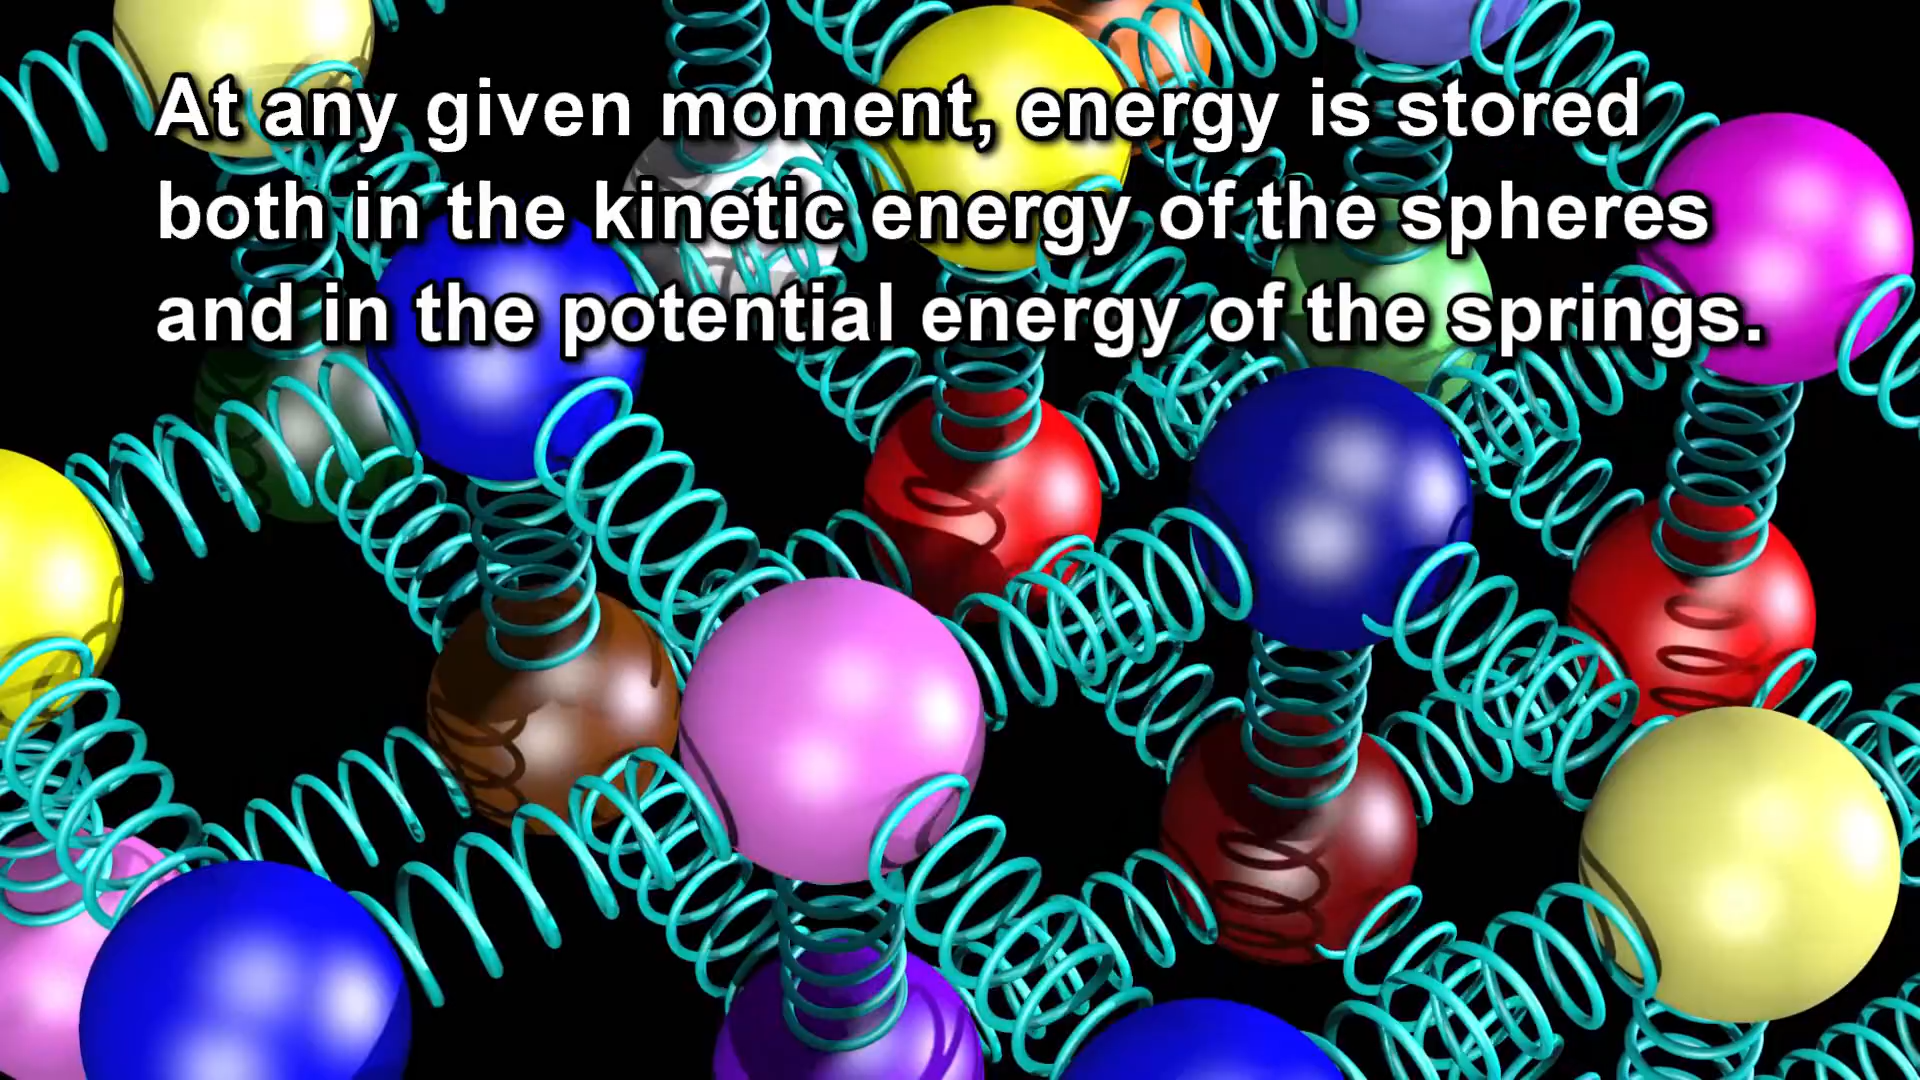 At any given moment, energy is stored
both in the kinetic energy of the spheres
and in the potential energy of the springs.